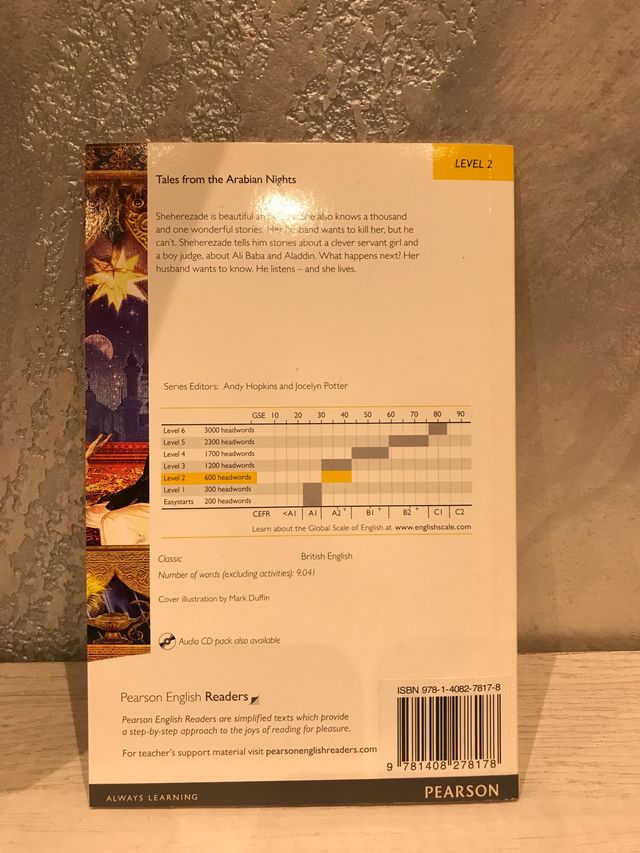 LEVEL 2
Tales from the Arabian Nights
Sheherezade is beautiful She also knows a thousand
and one wonderful stories. Her husband wants to kill her, but he
can't. Sheherezade tells him stories about a clever servant girl and
a boy judge, about Ali Baba and Aladdin. What happens next? Her
husband wants to know. He listens – and she lives.
Series Editors: Andy Hopkins and Jocelyn Potter
GSE 10 20 30 40 50 60 70 80 90
Level 6 3000 headwords
Level 5 2300 headwords
Level 4 1700 headwords
Level 3 1200 headwords
Level 2 600 headwords
Level 1 300 headwords
Easystarts 200 headwords
CEFR <A1 A1 A2 + B1 + B2 + C1 C2
Learn about the Global Scale of English at www.englishscale.com
Classic British English
Number of words (excluding activities): 9,041
Cover illustration by Mark Duffin
Audio CD pack also available
ISBN 978-1-4082-7817-8
Pearson English Readers
Pearson English Readers are simplified texts which provide
a step-by-step approach to the joys of reading for pleasure.
For teacher's support material visit pearsonenglishreaders.com
9 781408 278178
ALWAYS LEARNING PEARSON